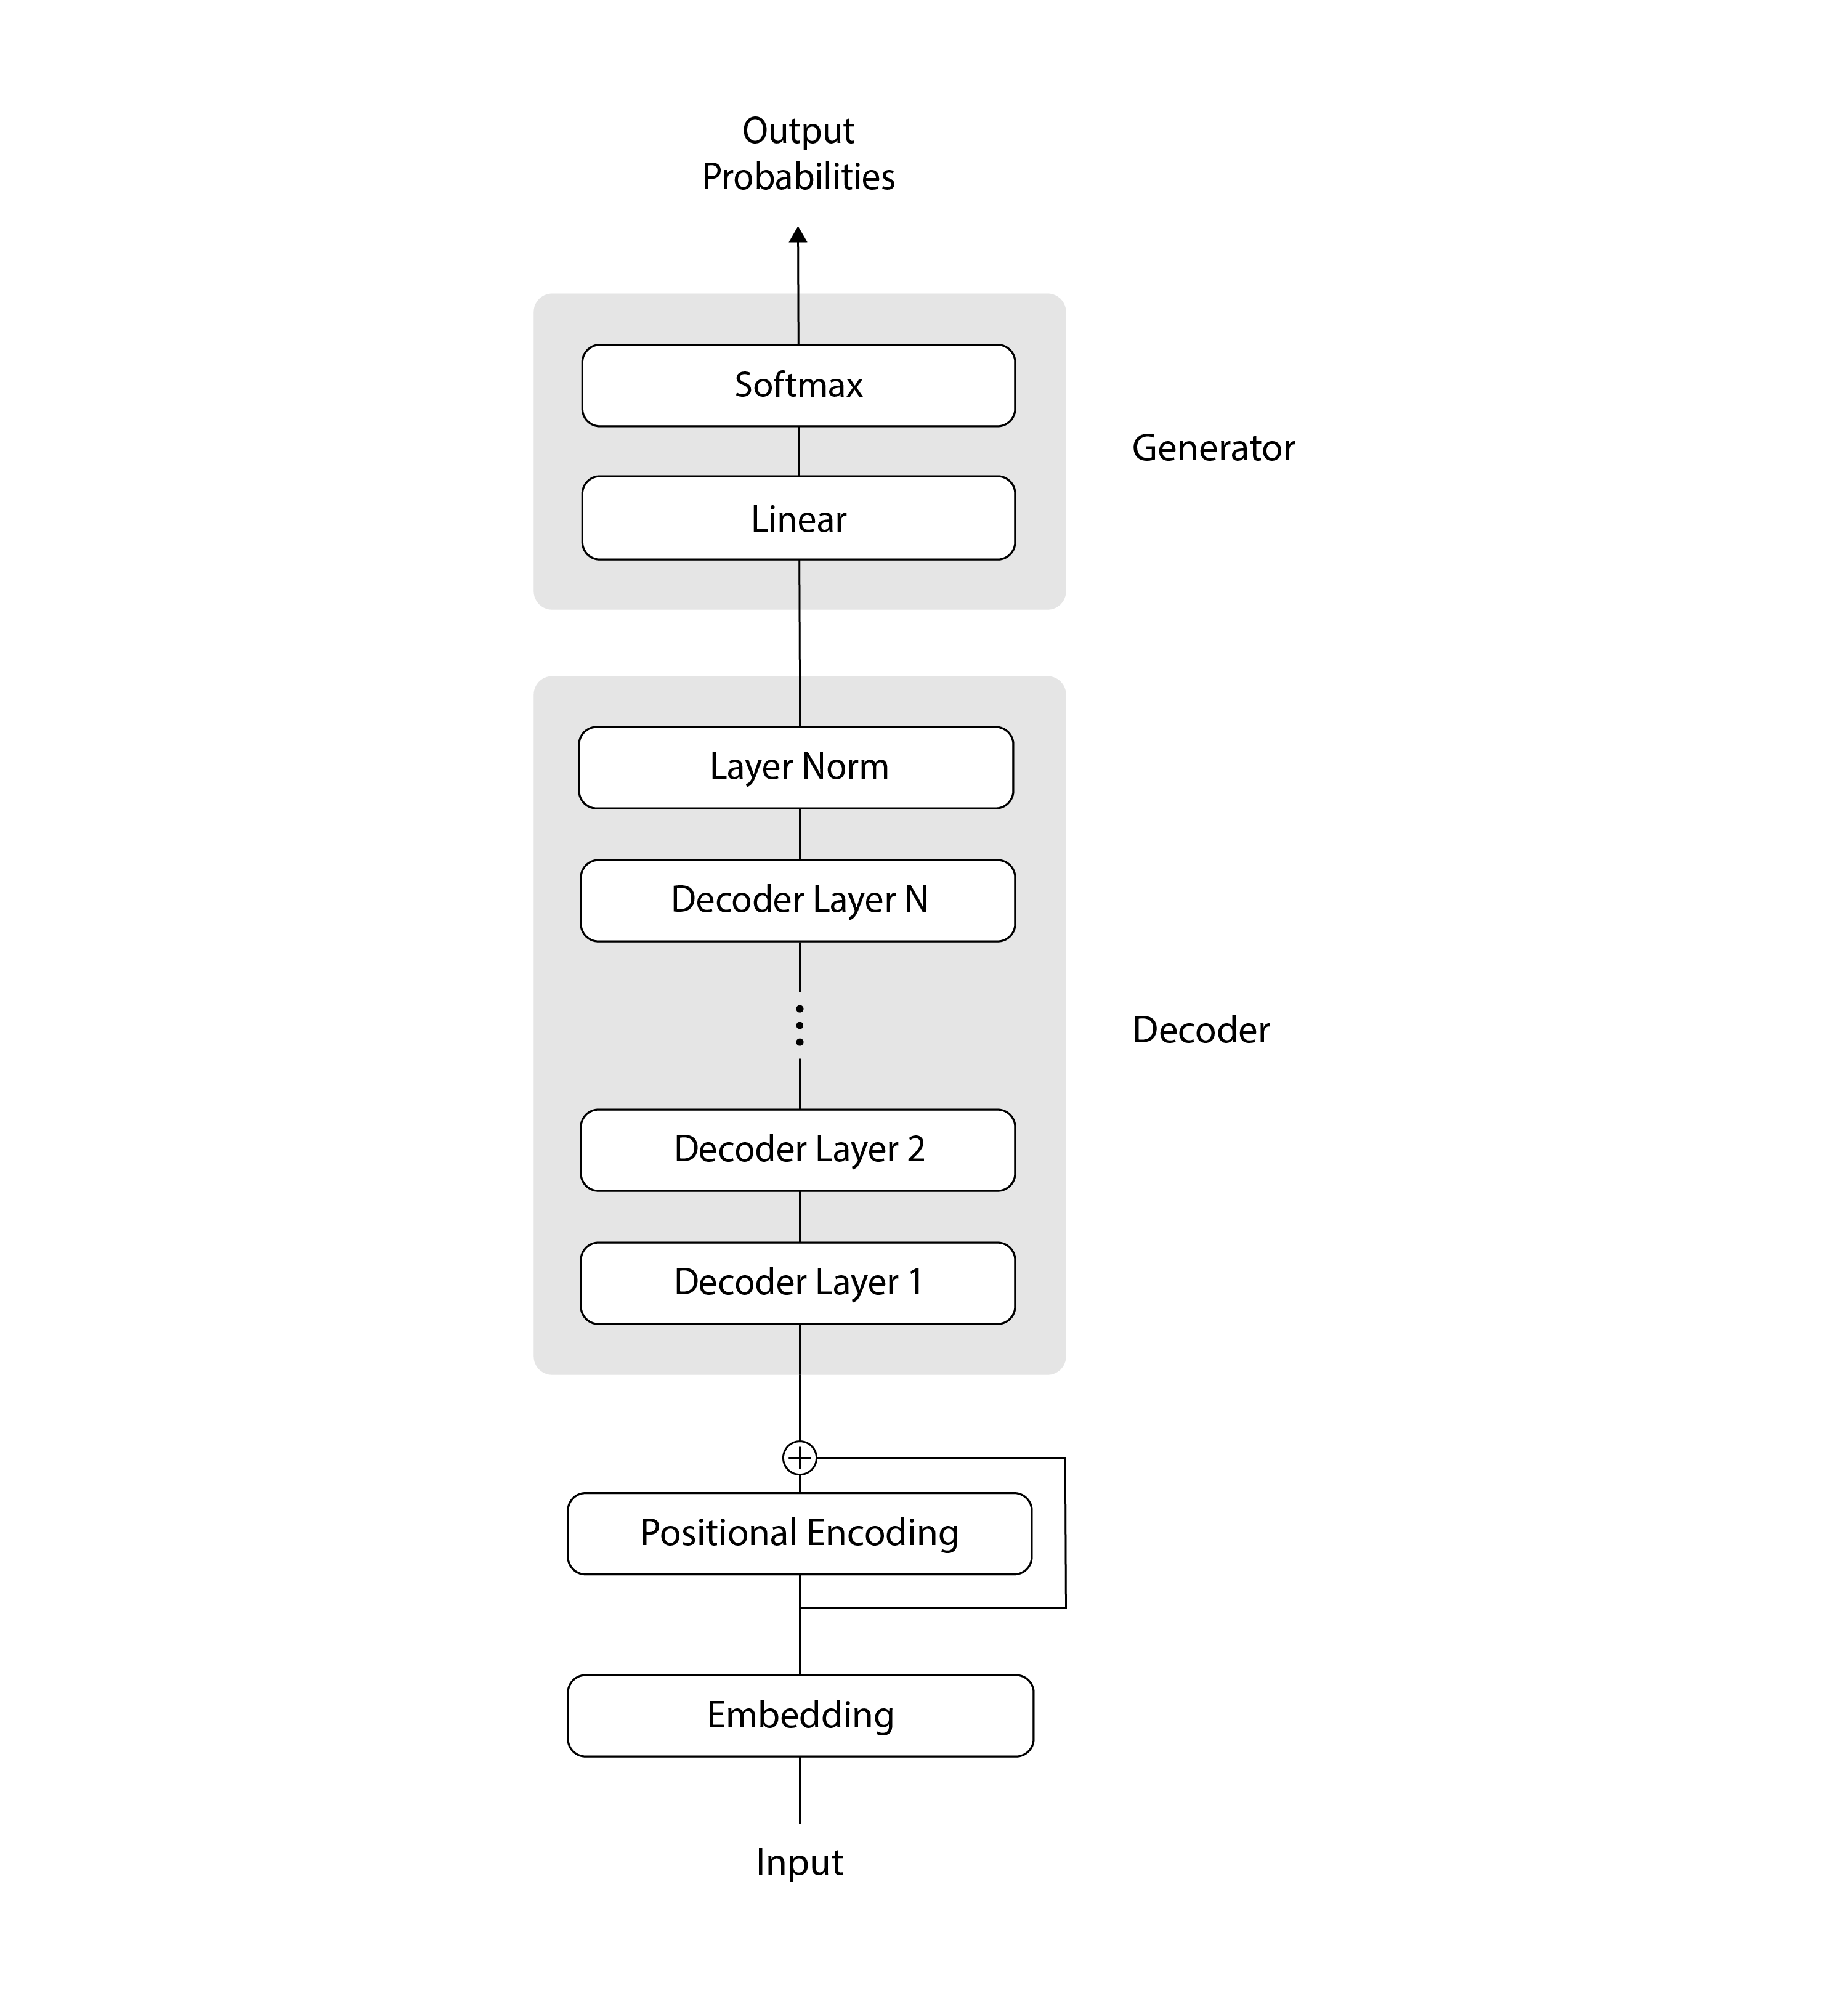 Output
Probabilities
Softmax
Generator
Linear
Layer Norm
Decoder Layer N
Decoder
Decoder Layer 2
Decoder Layer 1
Positional Encoding
Embedding
Input